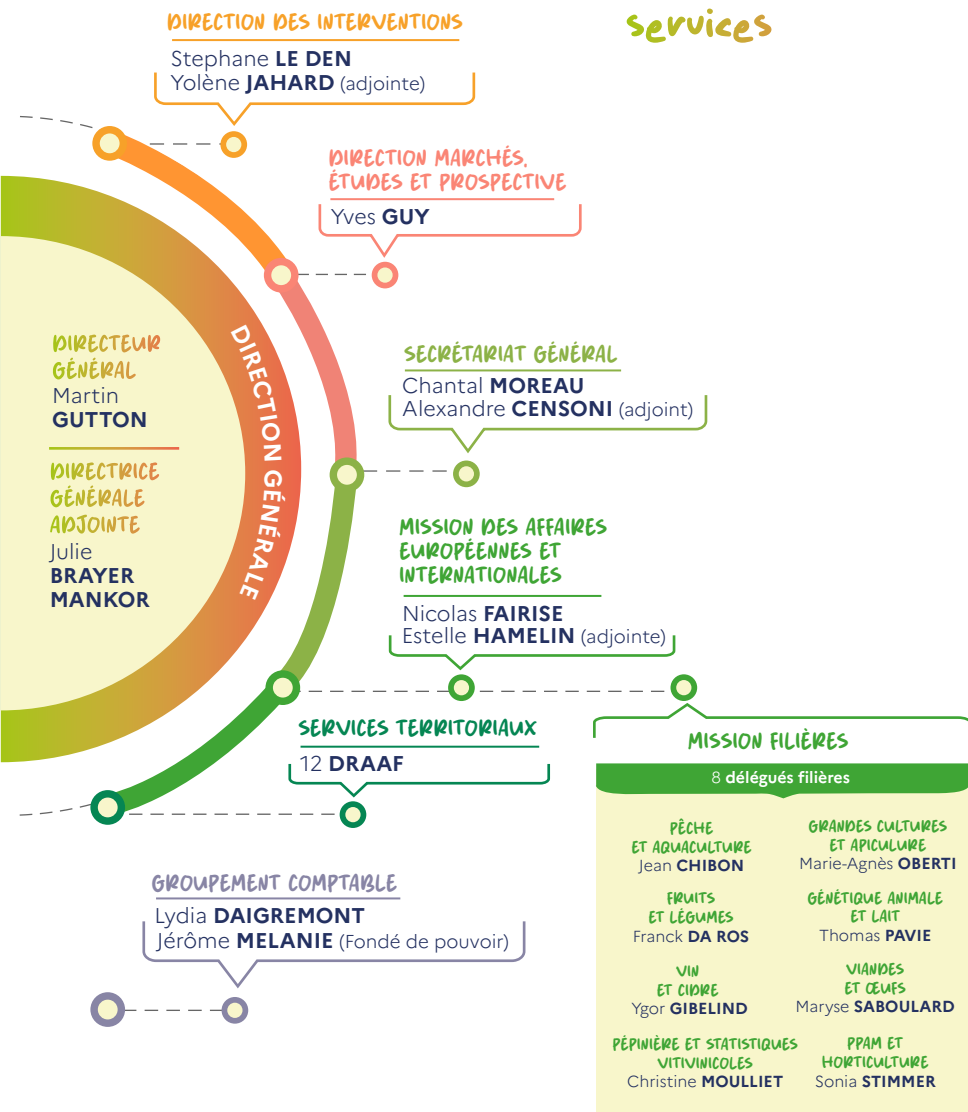 services
DIRECTION DES INTERVENTIONS
Stephane LE DEN
Yolène JAHARD (adjointe)
DIRECTION MARCHÉS,
ÉTUDES ET PROSPECTIVE
Yves GUY
SECRÉTARIAT GÉNÉRAL
Chantal MOREAU
Alexandre CENSONI (adjoint)
DIRECTION GÉNÉRALE
DIRECTEUR
GÉNÉRAL
Martin
GUTTON
DIRECTRICE
GÉNÉRALE
ADJOINTE
Julie
BRAYER
MANKOR
MISSION DES AFFAIRES
EUROPÉENNES ET
INTERNATIONALES
Nicolas FAIRISE
Estelle HAMELIN (adjointe)
SERVICES TERRITORIAUX
12 DRAAF
MISSION FILIÈRES
8 délégués filières
PÊCHE
ET AQUACULTURE
Jean CHIBON
GRANDES CULTURES
ET APICULURE
Marie-Agnès OBERTI
FRUITS
ET LÉGUMES
Franck DA ROS
GÉNÉTIQUE ANIMALE
ET LAIT
Thomas PAVIE
VIN
ET CIDRE
Ygor GIBELIND
VIANDES
ET ŒUFS
Maryse SABOULARD
PÉPINIÈRE ET STATISTIQUES
VITIVINICOLES
Christine MOULLIET
PPAM ET
HORTICULTURE
Sonia STIMMER
GROUPEMENT COMPTABLE
Lydia DAIGREMONT
Jérôme MELANIE (Fondé de pouvoir)